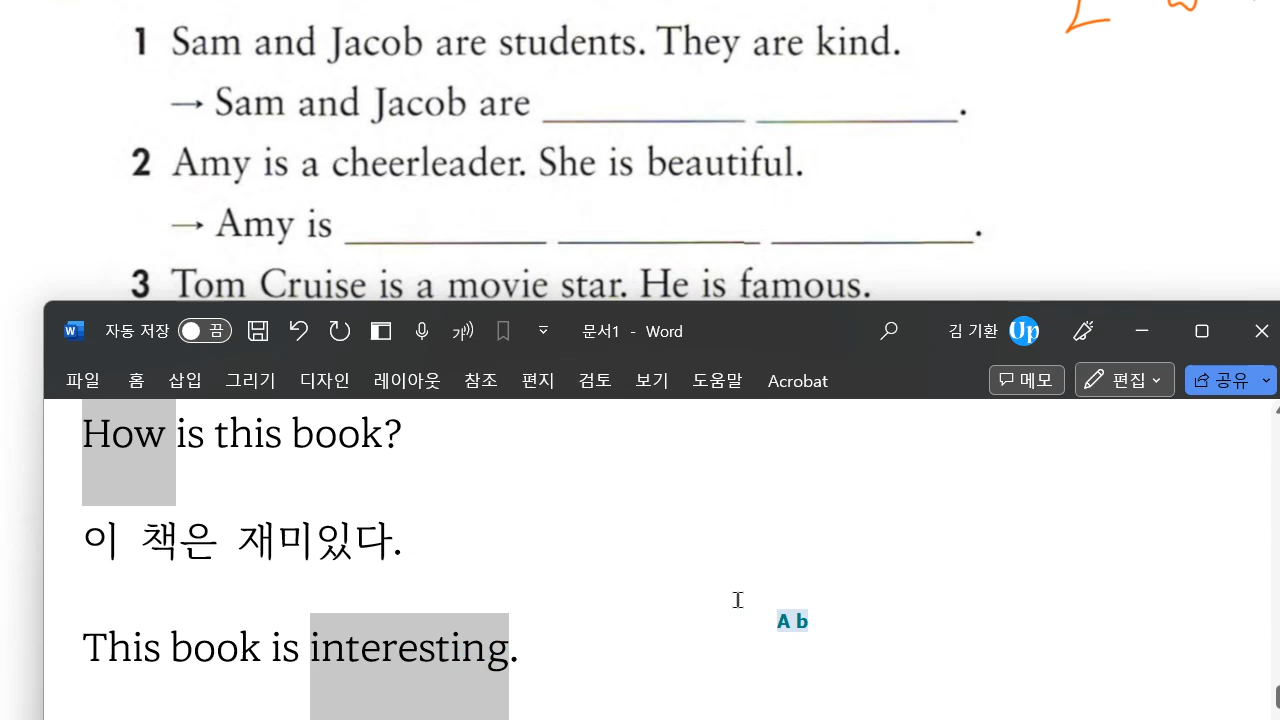 1 Sam and Jacob are students. They are kind.
→ Sam and Jacob are ________ ________.
2 Amy is a cheerleader. She is beautiful.
→ Amy is ________ ________ ________.
3 Tom Cruise is a movie star. He is famous.
자동 저장 끔 가 문서1 - Word 김 기환 Up
파일 홈 삽입 그리기 디자인 레이아웃 참조 편지 검토 보기 도움말 Acrobat 메모 편집 공유
How is this book?
이 책은 재미있다.
A b
This book is interesting.